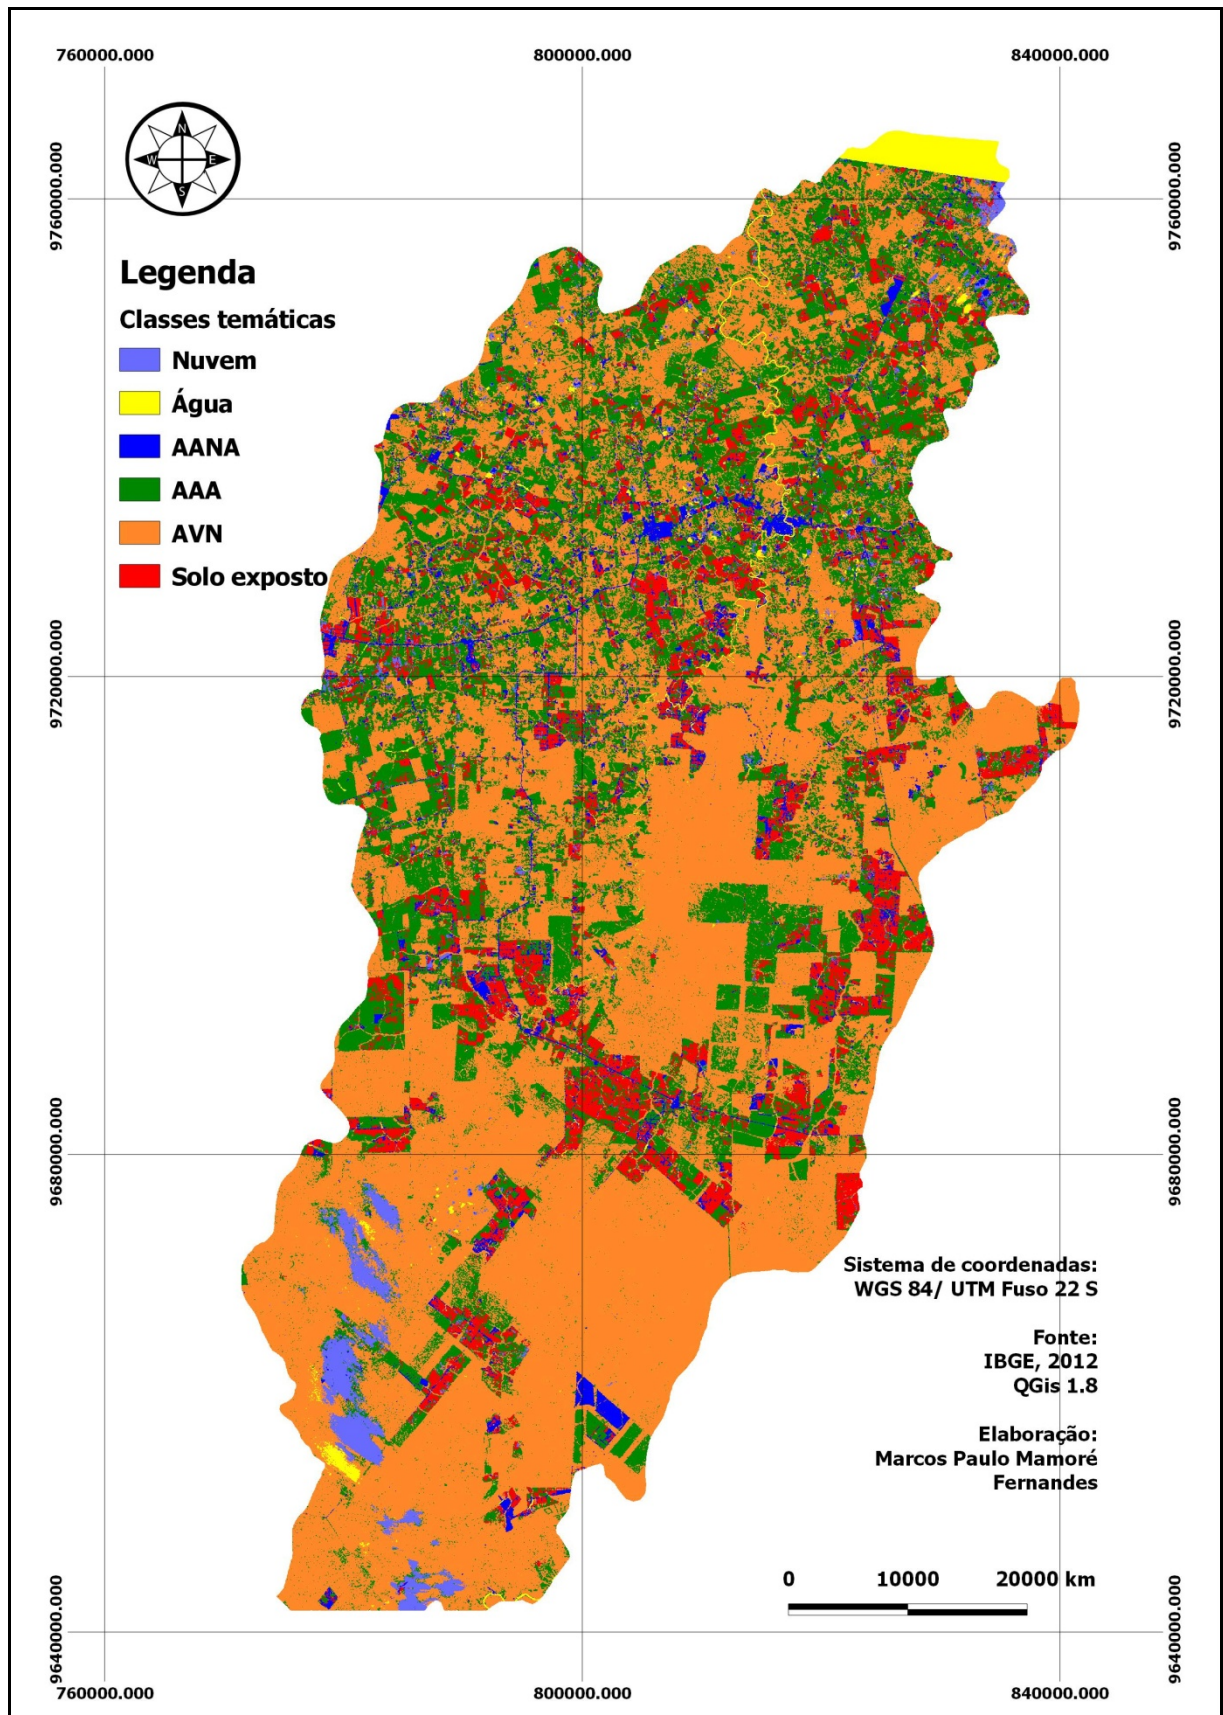 760000.000
800000.000
840000.000
N
W
E
S
9760000.000
9760000.000
Legenda
Classes temáticas
Nuvem
Água
AANA
AAA
AVN
Solo exposto
9720000.000
9720000.000
9680000.000
9680000.000
Sistema de coordenadas:
WGS 84/ UTM Fuso 22 S
Fonte:
IBGE, 2012
QGis 1.8
Elaboração:
Marcos Paulo Mamoré
Fernandes
0 10000 20000 km
9640000.000
9640000.000
760000.000
800000.000
840000.000